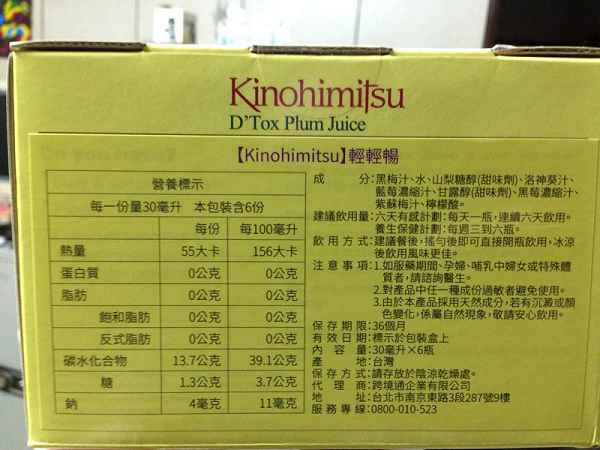 Kinohimitsu
D'Tox Plum Juice
【Kinohimitsu】輕輕暢
營養標示
每一份量30毫升 本包裝含6份
每份 每100毫升
熱量 55大卡 156大卡
蛋白質 0公克 0公克
脂肪 0公克 0公克
飽和脂肪 0公克 0公克
反式脂肪 0公克 0公克
碳水化合物 13.7公克 39.1公克
糖 1.3公克 3.7公克
鈉 4毫克 11毫克
成分:黑梅汁、水、山梨糖醇(甜味劑)、洛神葵汁、
藍莓濃縮汁、甘露醇(甜味劑)、黑莓濃縮汁、
紫蘇梅汁、檸檬酸。
建議飲用量:六天有感計劃:每天一瓶,連續六天飲用。
養生保健計劃:每週三到六瓶。
飲用方式:建議餐後,搖勻後即可直接開瓶飲用,冰涼
後飲用風味更佳。
注意事項:1.如服藥期間、孕婦、哺乳中婦女或特殊體
質者,請諮詢醫生。
2.對產品中任一種成份過敏者避免使用。
3.由於本產品採用天然成分,若有沉澱或顏
色變化,係屬自然現象,敬請安心飲用。
保存期限:36個月
有效日期:標示於包裝盒上
內容量:30毫升×6瓶
產地:台灣
保存方式:請存放於陰涼乾燥處。
代理商:跨境通企業有限公司
地址:台北市南京東路3段287號9樓
服務專線:0800-010-523